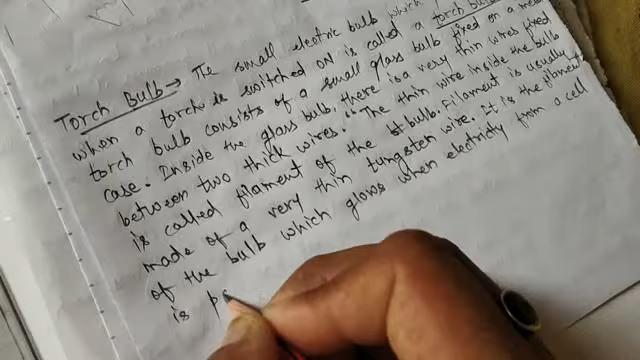 Torch Bulb → The small electric bulb which
when a torch is switched ON is called a torch bulb
torch bulb consists of a small glass bulb fixed on a metal
case. Inside the glass bulb, there is a very thin wires fixed
between two thick wires. The thin wire inside the bulb
is called filament of the bulb. Filament is usually
made of a very thin tungsten wire. It is the filament
of the bulb which glows when electricity from a cell
is